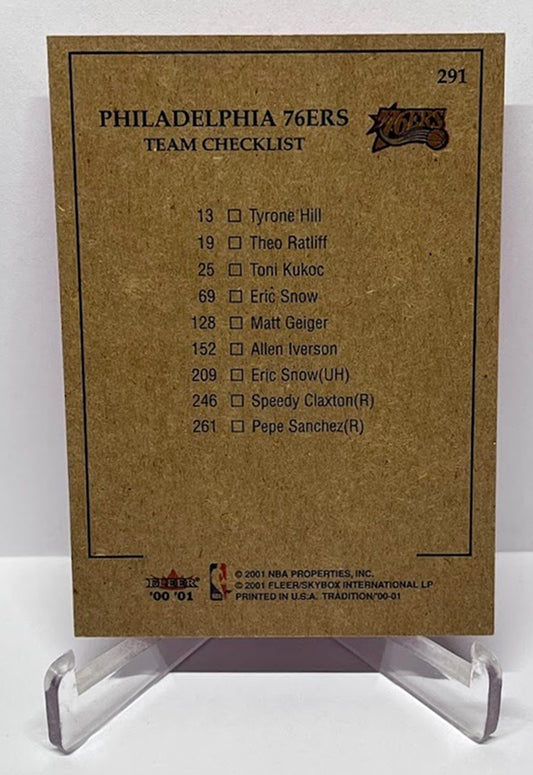 291
PHILADELPHIA 76ERS
76ERS
TEAM CHECKLIST
13 Tyrone Hill
19 Theo Ratliff
25 Toni Kukoc
69 Eric Snow
128 Matt Geiger
152 Allen Iverson
209 Eric Snow(UH)
246 Speedy Claxton(R)
261 Pepe Sanchez(R)
FLEER
'00 '01
© 2001 NBA PROPERTIES, INC.
© 2001 FLEER/SKYBOX INTERNATIONAL LP
PRINTED IN U.S.A. TRADITION/'00-01